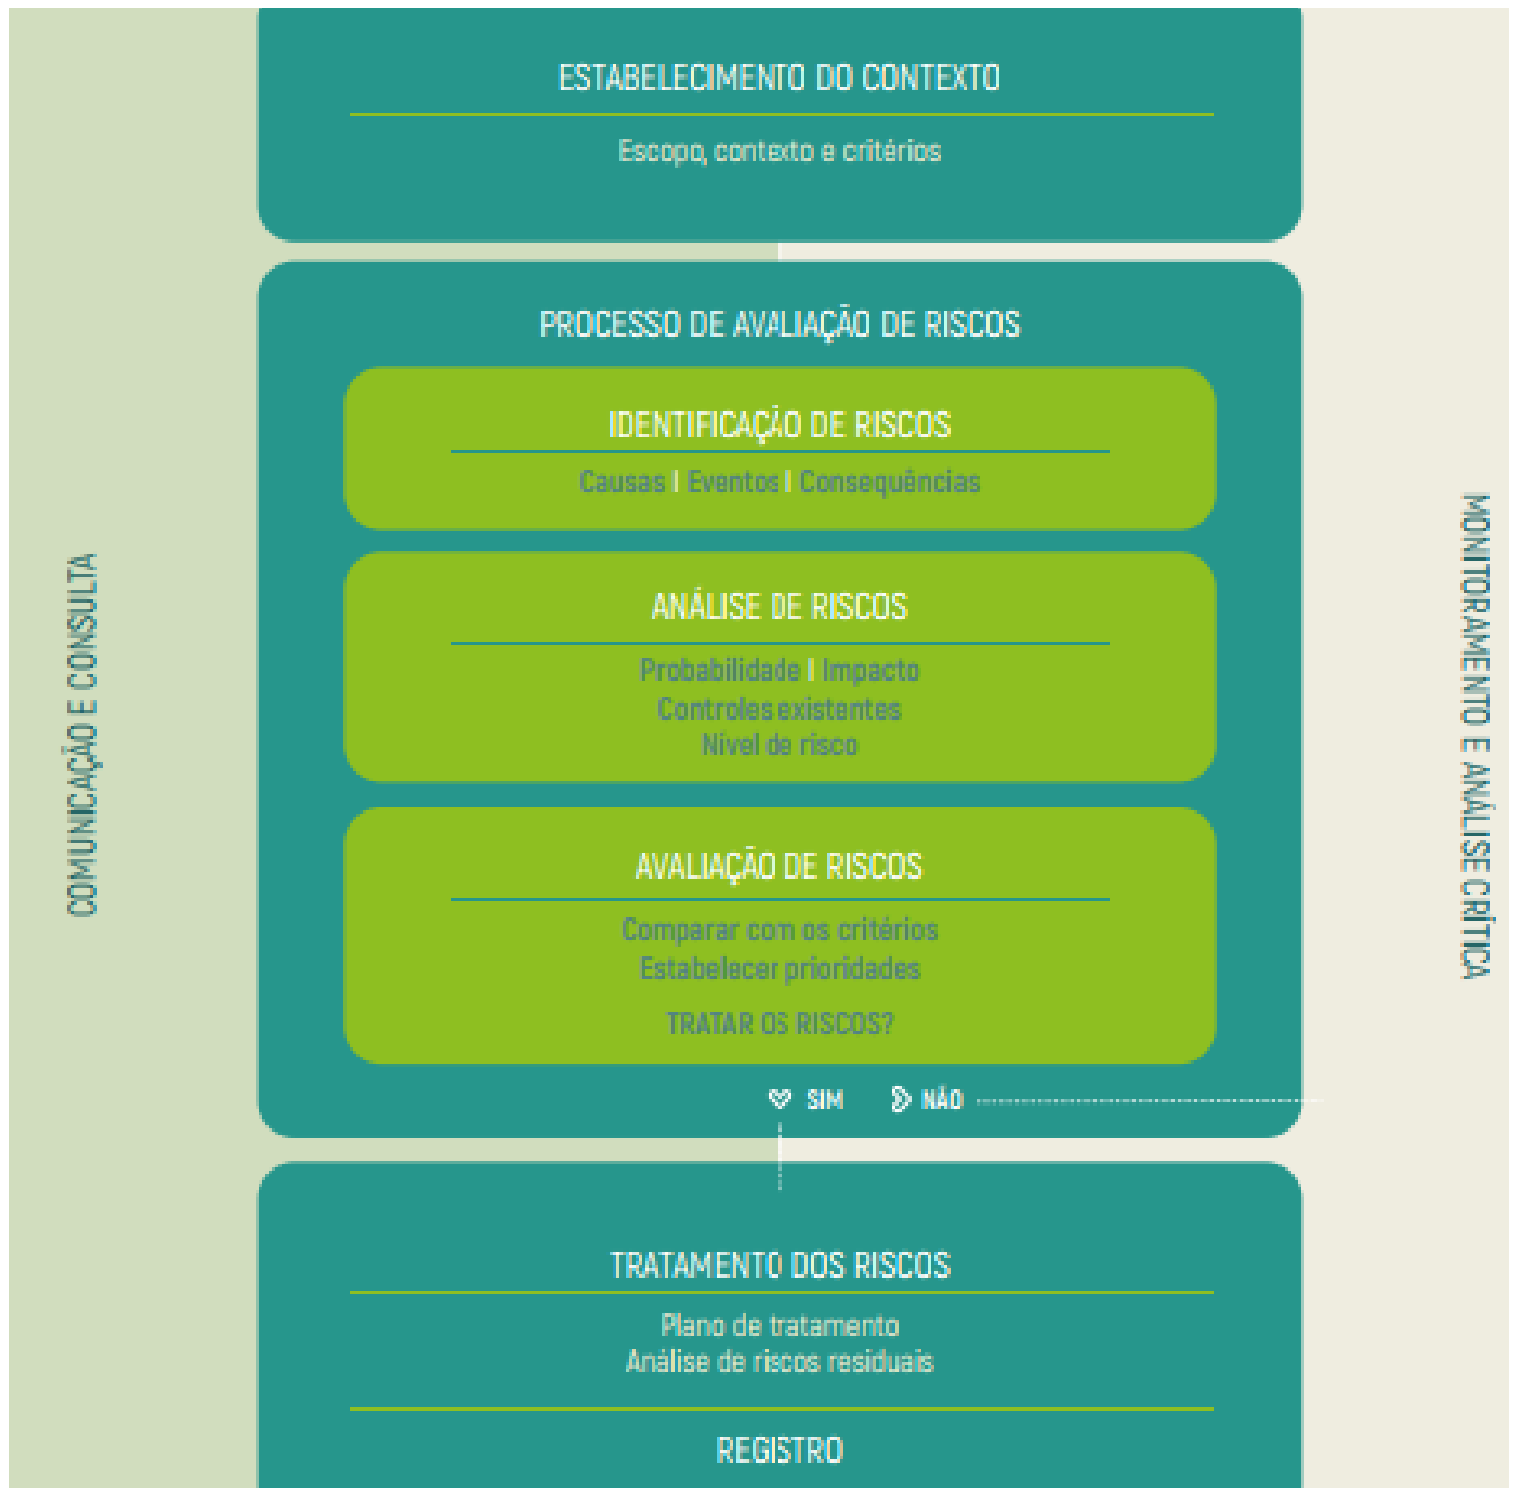 ESTABELECIMENTO DO CONTEXTO
Escopo, contexto e critérios
PROCESSO DE AVALIAÇÃO DE RISCOS
IDENTIFICAÇÃO DE RISCOS
Causas | Eventos | Consequências
ANÁLISE DE RISCOS
Probabilidade | Impacto
Controles existentes
Nível de risco
AVALIAÇÃO DE RISCOS
Comparar com os critérios
Estabelecer prioridades
TRATAR OS RISCOS?
SIM NÃO
TRATAMENTO DOS RISCOS
Plano de tratamento
Análise de riscos residuais
REGISTRO
COMUNICAÇÃO E CONSULTA
MONITORAMENTO E ANÁLISE CRÍTICA